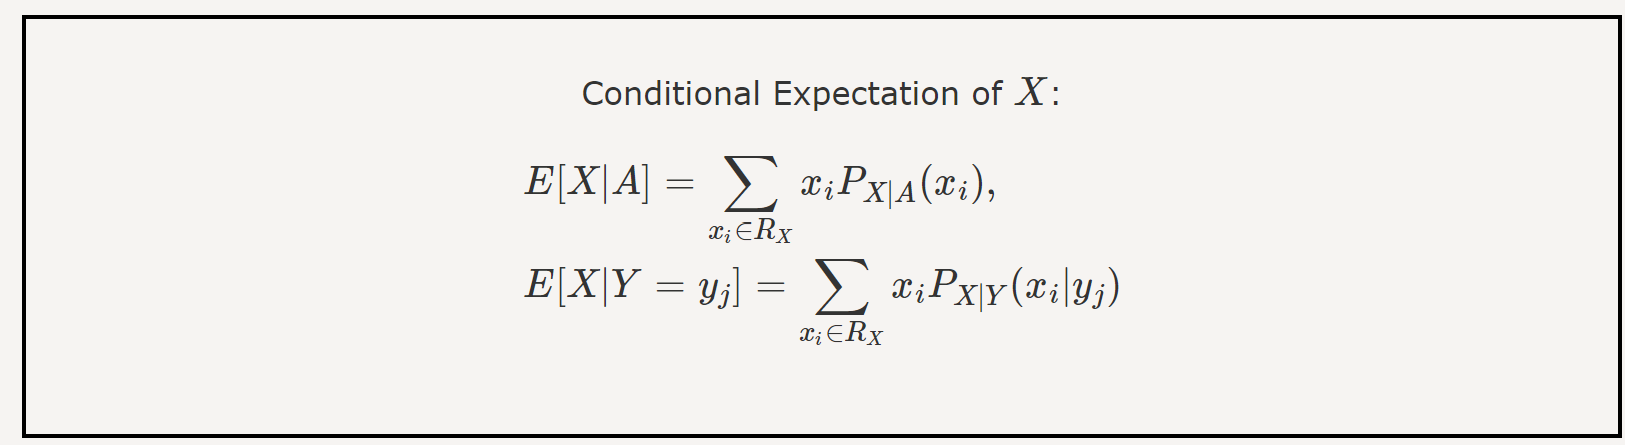 Conditional Expectation of X:
E[X|A] = ∑_{x_i∈R_X} x_i P_{X|A}(x_i),
E[X|Y = y_j] = ∑_{x_i∈R_X} x_i P_{X|Y}(x_i|y_j)